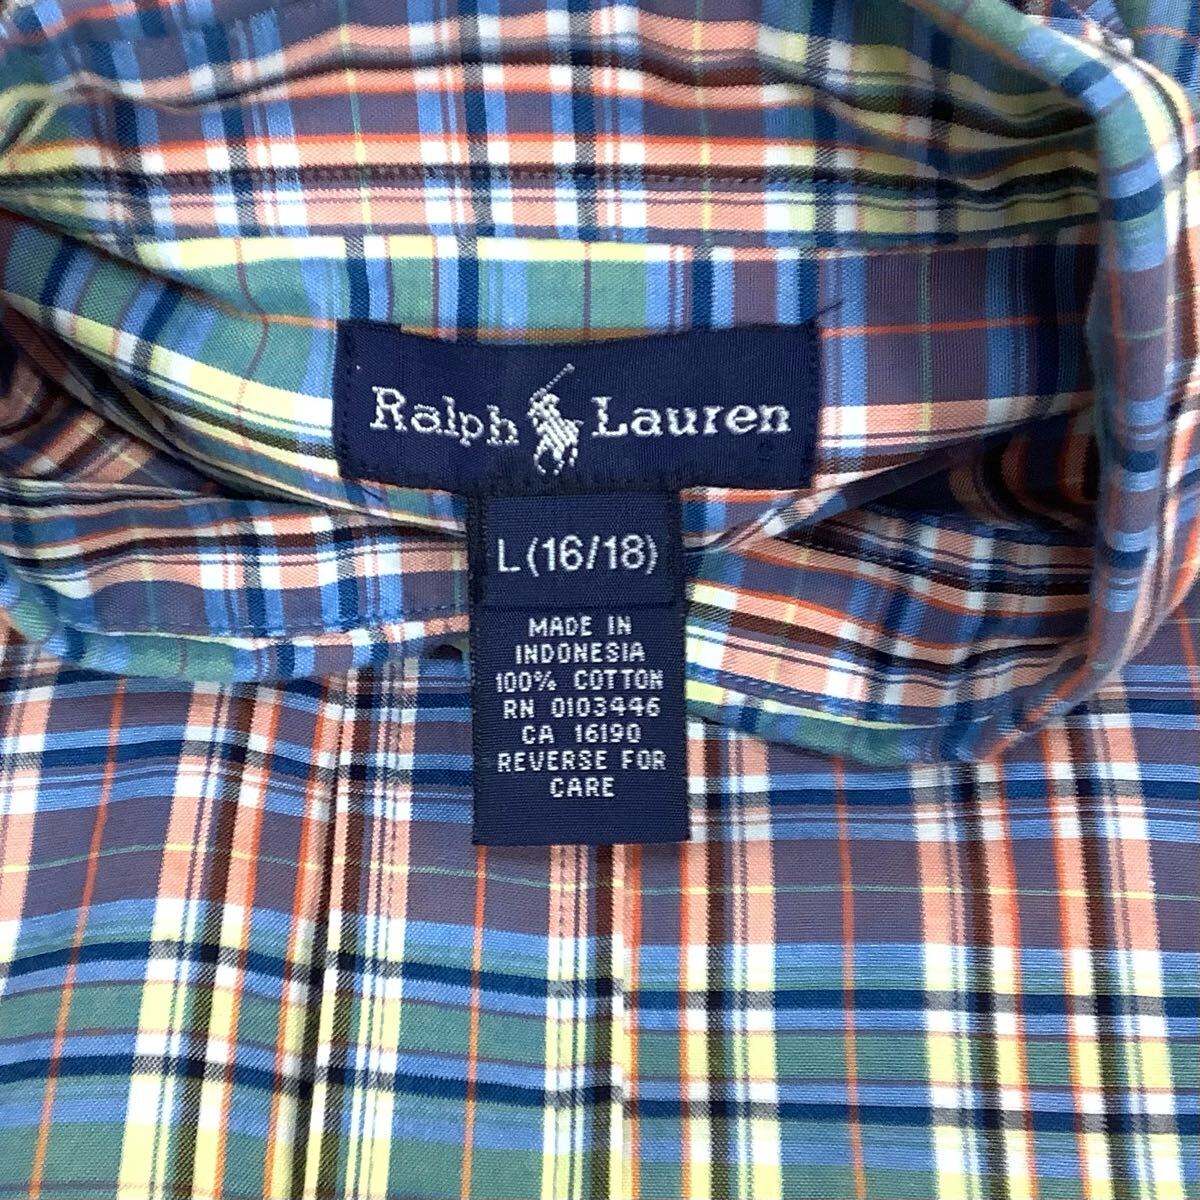 Ralph Lauren
L (16/18)
MADE IN
INDONESIA
100% COTTON
RN 0103446
CA 16190
REVERSE FOR
CARE